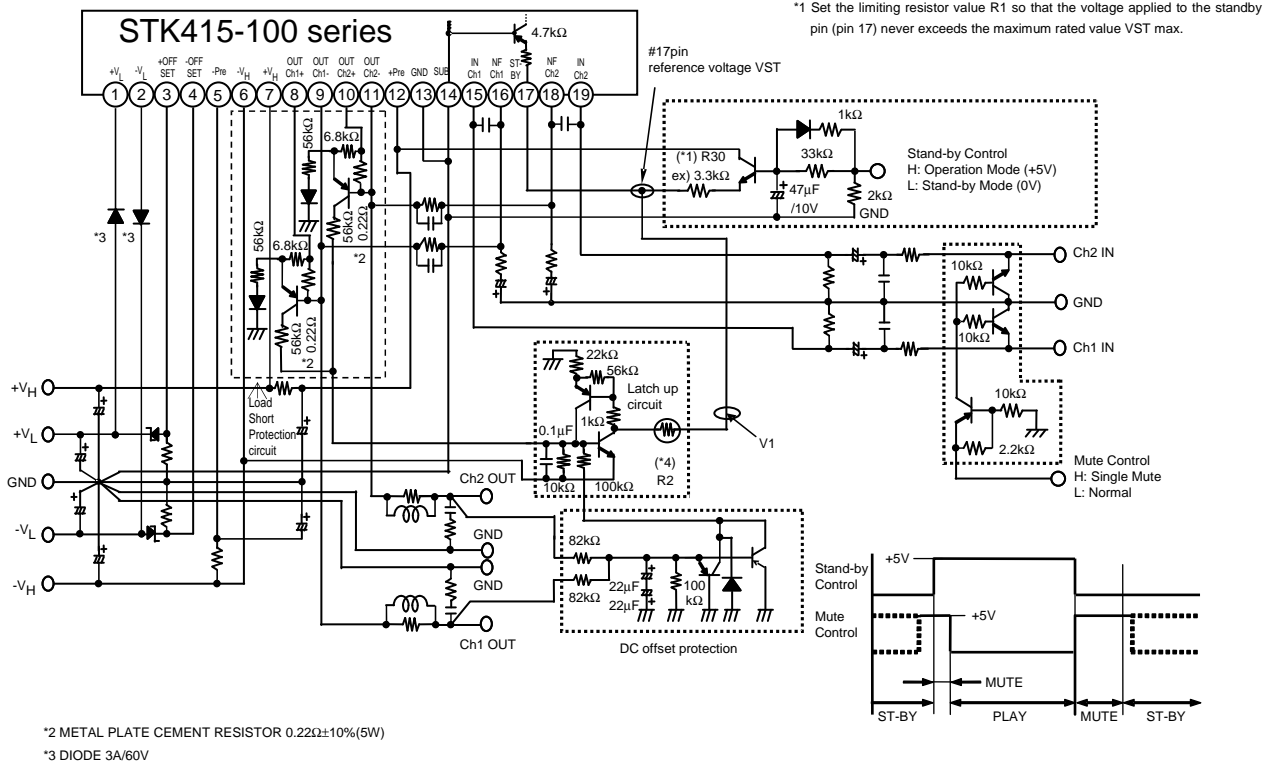 *1 Set the limiting resistor value R1 so that the voltage applied to the standby
pin (pin 17) never exceeds the maximum rated value VST max.
STK415-100 series
4.7kΩ
+VL
-VL
+OFF SET
-OFF SET
-Pre
-VH
+VH
OUT Ch1+
OUT Ch1-
OUT Ch2+
OUT Ch2-
+Pre
GND
SUB
IN Ch1
NF Ch1
ST-BY
NF Ch2
IN Ch2
1 2 3 4 5 6 7 8 9 10 11 12 13 14 15 16 17 18 19
#17pin
reference voltage VST
56kΩ
6.8kΩ
56kΩ
0.22Ω
*2
*3
*3
56kΩ
6.8kΩ
56kΩ
0.22Ω
*2
(*1) R30
ex) 3.3kΩ
1kΩ
33kΩ
47µF
/10V
2kΩ
GND
Stand-by Control
H: Operation Mode (+5V)
L: Stand-by Mode (0V)
Ch2 IN
10kΩ
GND
10kΩ
Ch1 IN
10kΩ
2.2kΩ
Mute Control
H: Single Mute
L: Normal
+VH
+VL
GND
-VL
-VH
Load
Short
Protection
circuit
22kΩ
56kΩ
Latch up
circuit
1kΩ
0.1µF
10kΩ
100kΩ
(*4)
R2
V1
Ch2 OUT
GND
GND
Ch1 OUT
82kΩ
82kΩ
22µF
22µF
100
kΩ
DC offset protection
Stand-by
Control
+5V
Mute
Control
+5V
MUTE
ST-BY
PLAY
MUTE
ST-BY
*2 METAL PLATE CEMENT RESISTOR 0.22Ω±10%(5W)
*3 DIODE 3A/60V